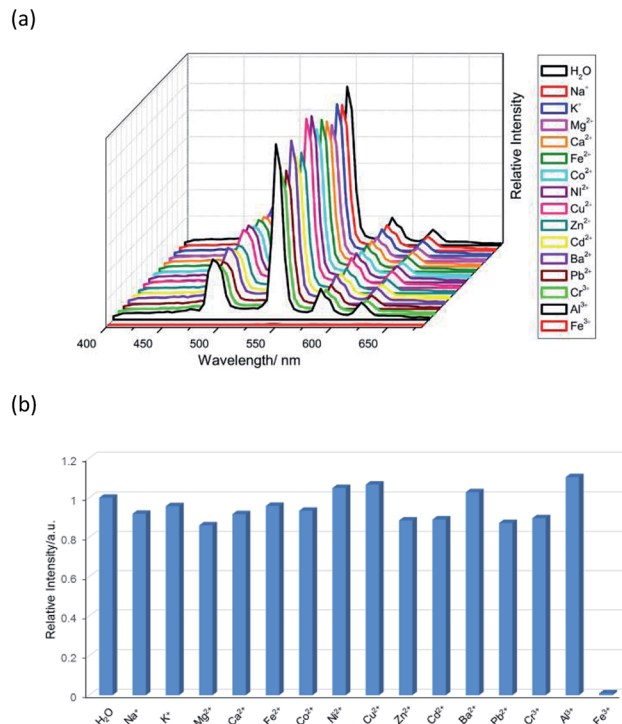 (a)
Relative Intensity
H₂O
Na⁺
K⁺
Mg²⁺
Ca²⁺
Fe²⁺
Co²⁺
Ni²⁺
Cu²⁺
Zn²⁺
Cd²⁺
Ba²⁺
Pb²⁺
Cr³⁺
Al³⁺
Fe³⁺
400 450 500 550 600 650
Wavelength/ nm
(b)
Relative Intensity/a.u.
1.2
1
0.8
0.6
0.4
0.2
0
H₂O Na⁺ K⁺ Mg²⁺ Ca²⁺ Fe²⁺ Co²⁺ Ni²⁺ Cu²⁺ Zn²⁺ Cd²⁺ Ba²⁺ Pb²⁺ Cr³⁺ Al³⁺ Fe³⁺